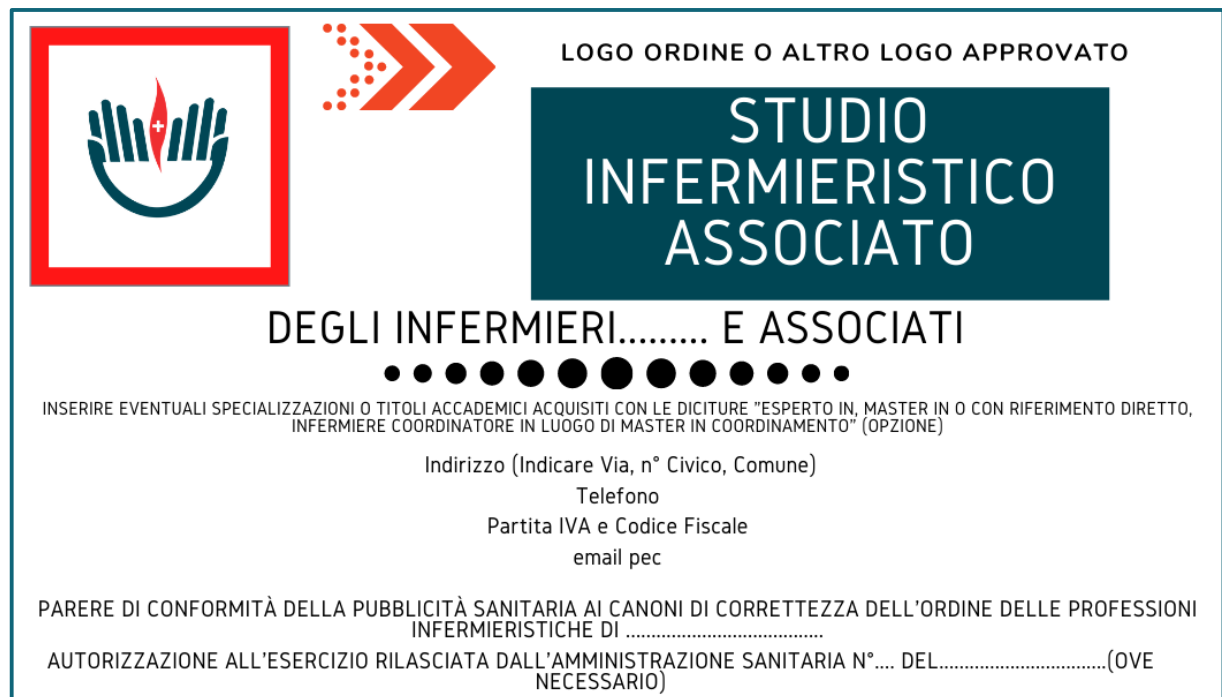 LOGO ORDINE O ALTRO LOGO APPROVATO
STUDIO
INFERMIERISTICO
ASSOCIATO
DEGLI INFERMIERI......... E ASSOCIATI
INSERIRE EVENTUALI SPECIALIZZAZIONI O TITOLI ACCADEMICI ACQUISITI CON LE DICITURE "ESPERTO IN, MASTER IN O CON RIFERIMENTO DIRETTO,
INFERMIERE COORDINATORE IN LUOGO DI MASTER IN COORDINAMENTO" (OPZIONE)
Indirizzo (Indicare Via, n° Civico, Comune)
Telefono
Partita IVA e Codice Fiscale
email pec
PARERE DI CONFORMITÀ DELLA PUBBLICITÀ SANITARIA AI CANONI DI CORRETTEZZA DELL'ORDINE DELLE PROFESSIONI
INFERMIERISTICHE DI .......................................
AUTORIZZAZIONE ALL'ESERCIZIO RILASCIATA DALL'AMMINISTRAZIONE SANITARIA N°.... DEL.................................(OVE
NECESSARIO)